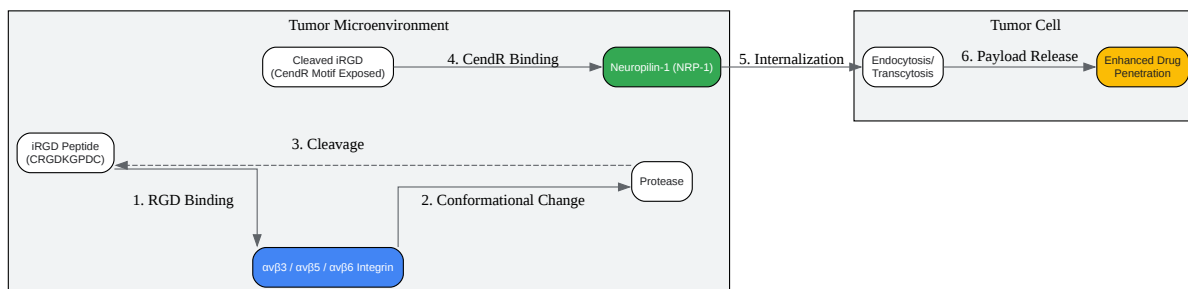 Tumor Microenvironment
Tumor Cell
Cleaved iRGD
(CendR Motif Exposed)
4. CendR Binding
Neuropilin-1 (NRP-1)
5. Internalization
Endocytosis/
Transcytosis
6. Payload Release
Enhanced Drug
Penetration
iRGD Peptide
(CRGDKGPDC)
3. Cleavage
Protease
1. RGD Binding
2. Conformational Change
αvβ3 / αvβ5 / αvβ6 Integrin